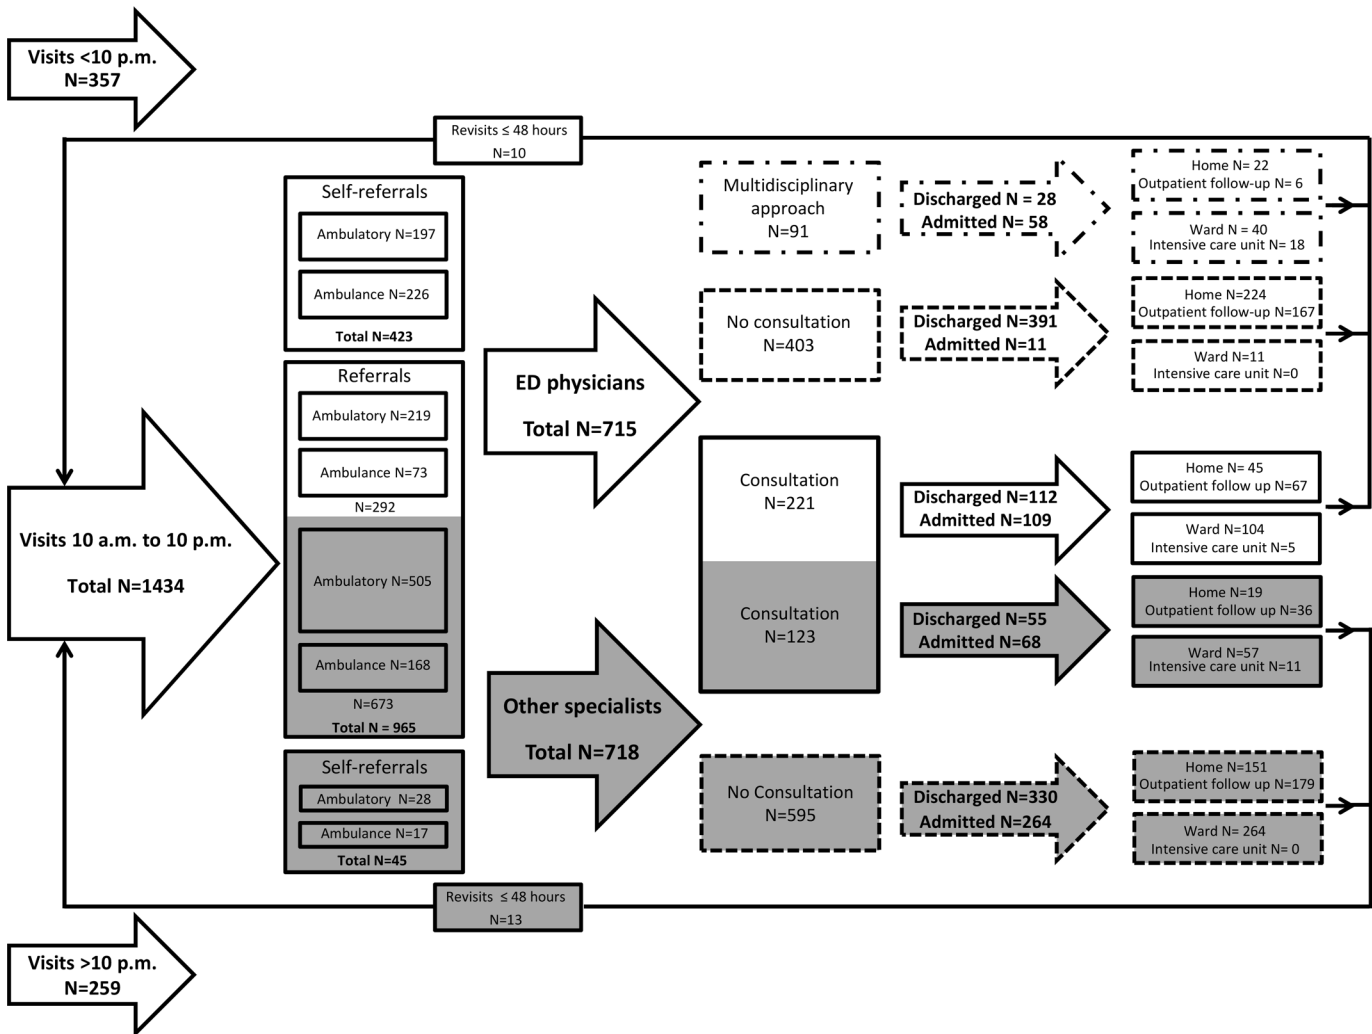 Visits <10 p.m.
N=357
Revisits ≤ 48 hours
N=10
Visits 10 a.m. to 10 p.m.
Total N=1434
Self-referrals
Ambulatory N=197
Ambulance N=226
Total N=423
Referrals
Ambulatory N=219
Ambulance N=73
N=292
Ambulatory N=505
Ambulance N=168
N=673
Total N = 965
Self-referrals
Ambulatory N=28
Ambulance N=17
Total N=45
ED physicians
Total N=715
Other specialists
Total N=718
Multidisciplinary
approach
N=91
Discharged N = 28
Admitted N= 58
Home N= 22
Outpatient follow-up N= 6
Ward N = 40
Intensive care unit N= 18
No consultation
N=403
Discharged N=391
Admitted N=11
Home N=224
Outpatient follow-up N=167
Ward N=11
Intensive care unit N=0
Consultation
N=221
Discharged N=112
Admitted N=109
Home N= 45
Outpatient follow up N=67
Ward N=104
Intensive care unit N=5
Consultation
N=123
Discharged N=55
Admitted N=68
Home N=19
Outpatient follow up N=36
Ward N=57
Intensive care unit N=11
No Consultation
N=595
Discharged N=330
Admitted N=264
Home N=151
Outpatient follow up N=179
Ward N= 264
Intensive care unit N= 0
Revisits ≤ 48 hours
N=13
Visits >10 p.m.
N=259